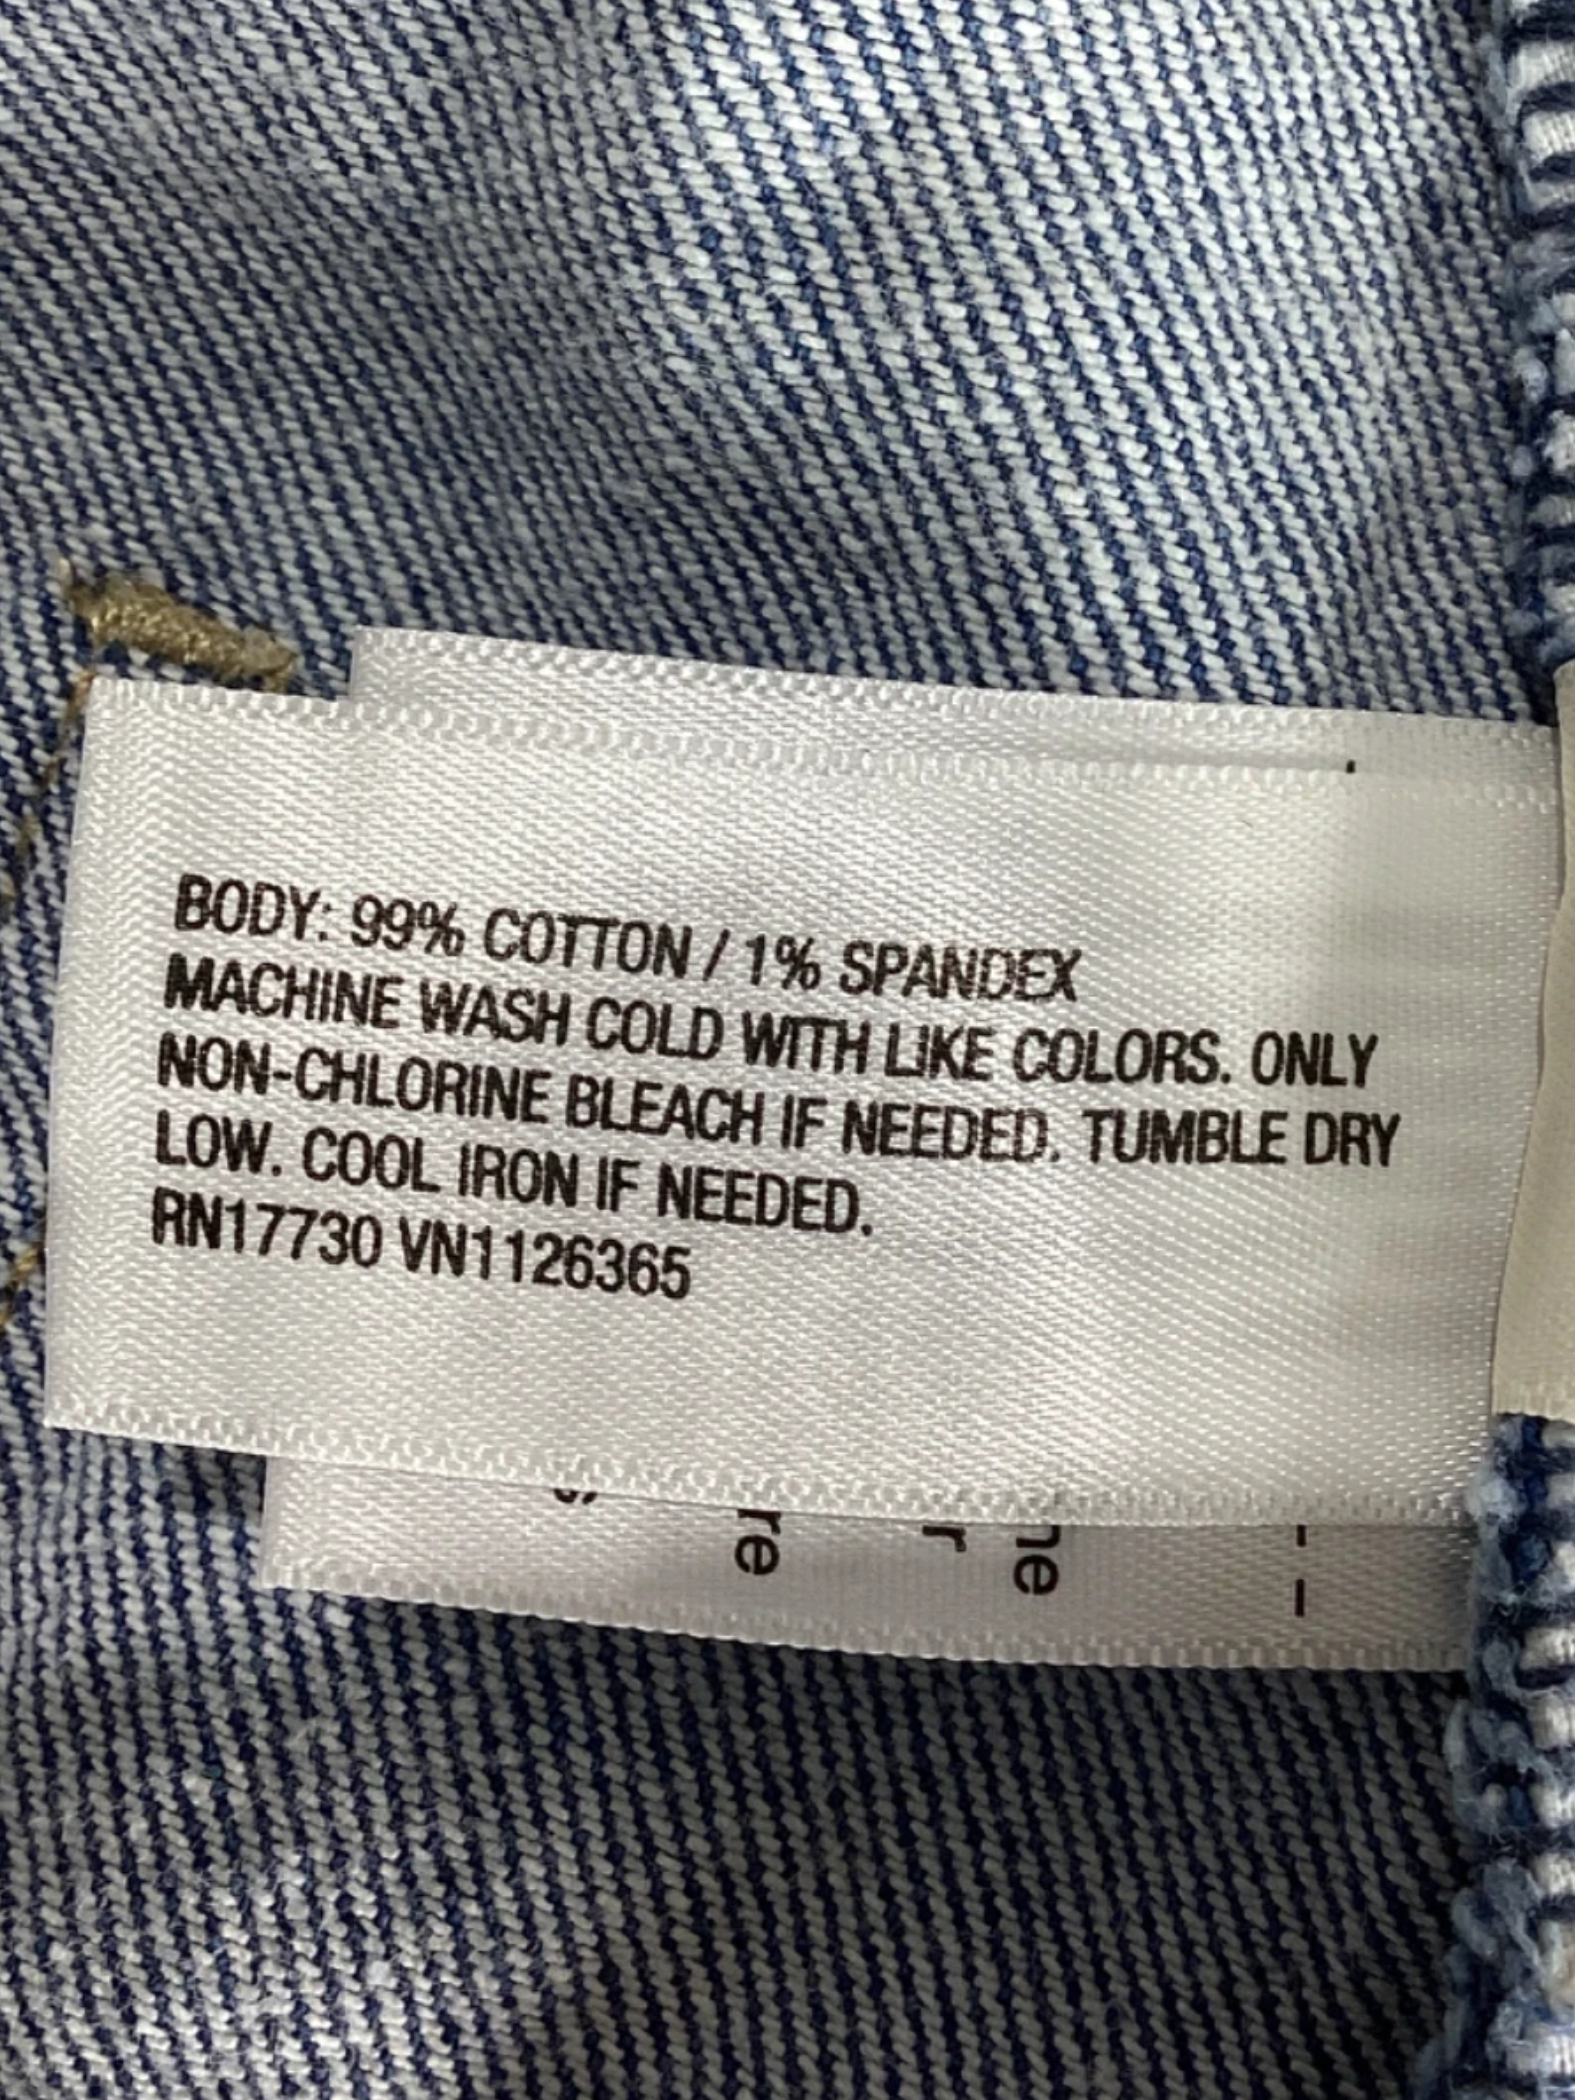 BODY: 99% COTTON / 1% SPANDEX
MACHINE WASH COLD WITH LIKE COLORS. ONLY
NON-CHLORINE BLEACH IF NEEDED. TUMBLE DRY
LOW. COOL IRON IF NEEDED.
RN17730 VN1126365